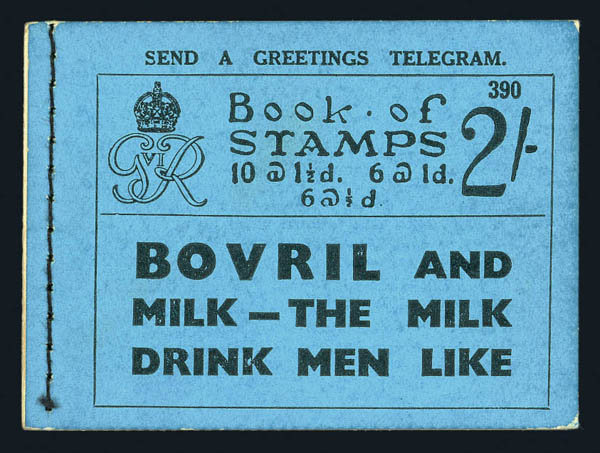 SEND A GREETINGS TELEGRAM.
390
GVIR
Book · of
STAMPS
2/-
10 @ 1½d. 6 @ 1d.
6 @ ½d.
BOVRIL AND
MILK — THE MILK
DRINK MEN LIKE